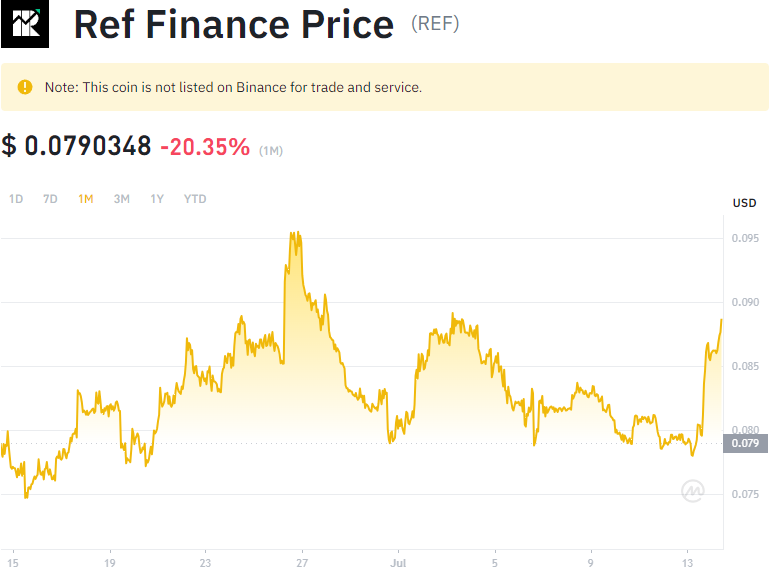 Ref Finance Price (REF)
Note: This coin is not listed on Binance for trade and service.
$ 0.0790348 -20.35% (1M)
1D 7D 1M 3M 1Y YTD
USD
0.095
0.090
0.085
0.080
0.079
0.075
15 19 23 27 Jul 5 9 13